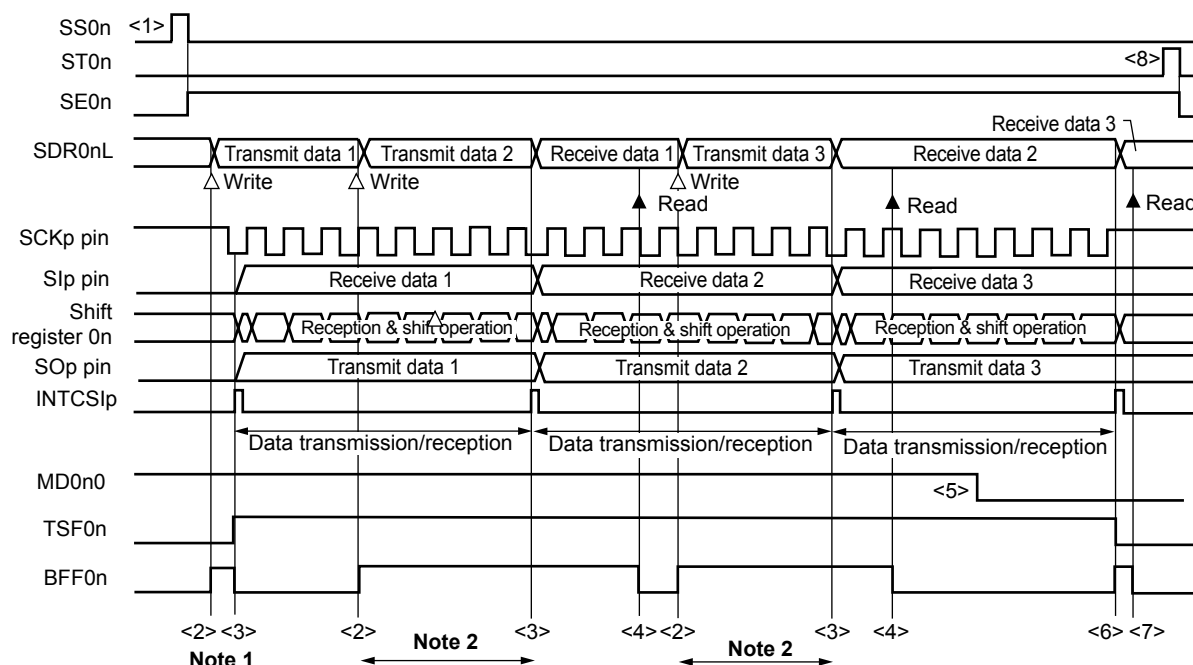 SS0n <1>
ST0n <8>
SE0n
Receive data 3
SDR0nL Transmit data 1 Transmit data 2 Receive data 1 Transmit data 3 Receive data 2
Write Write Write
Read Read Read
SCKp pin
SIp pin Receive data 1 Receive data 2 Receive data 3
Shift
register 0n Reception & shift operation Reception & shift operation Reception & shift operation
SOp pin Transmit data 1 Transmit data 2 Transmit data 3
INTCSIp
Data transmission/reception Data transmission/reception Data transmission/reception
MD0n0 <5>
TSF0n
BFF0n
<2> <3> <2> <3> <4> <2> <3> <4> <6> <7>
Note 1 Note 2 Note 2